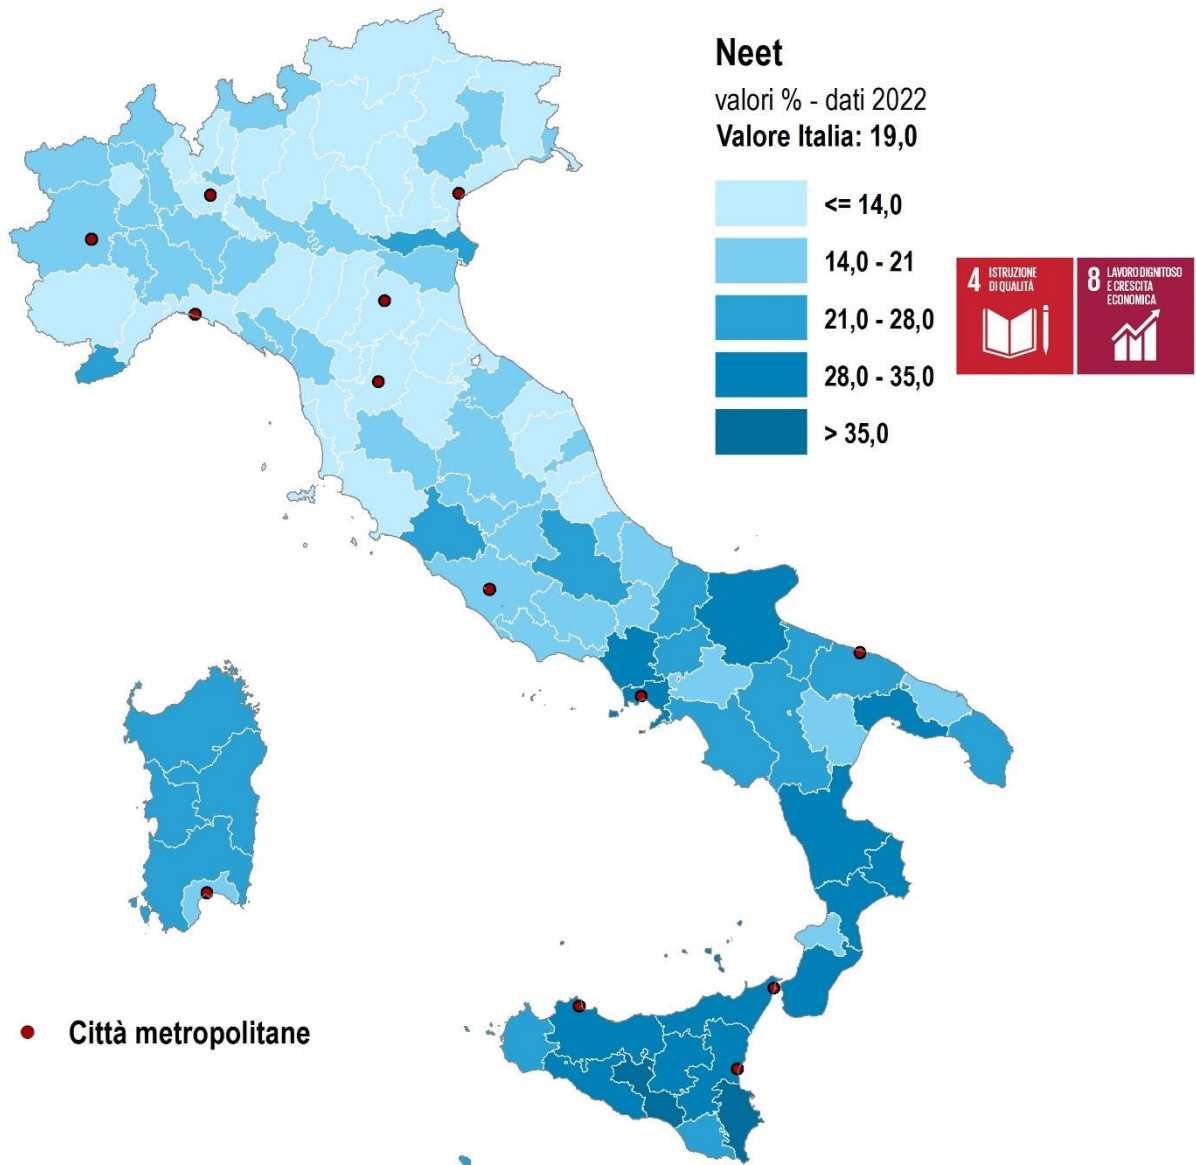 Neet
valori % - dati 2022
Valore Italia: 19,0
<= 14,0
14,0 - 21
21,0 - 28,0
28,0 - 35,0
> 35,0
4 ISTRUZIONE
DI QUALITÀ
8 LAVORO DIGNITOSO
E CRESCITA
ECONOMICA
Città metropolitane